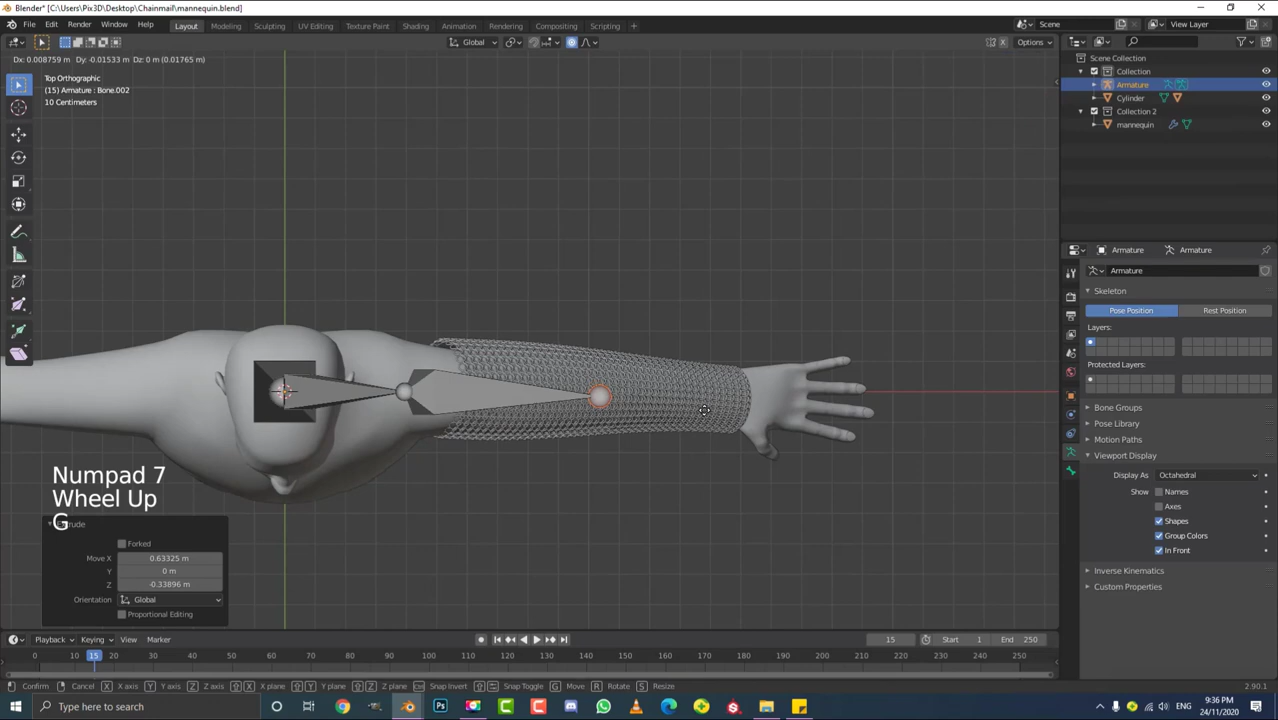 Blender* [C:\Users\Pix3D\Desktop\Chainmail\mannequin.blend]
File Edit Render Window Help Layout Modeling Sculpting UV Editing Texture Paint Shading Animation Rendering Compositing Scripting Scene View Layer
Global Options
Dx: 0.008759 m Dy: -0.01533 m Dz: 0 m (0.01765 m)
Top Orthographic
(15) Armature : Bone.002
10 Centimeters
Scene Collection
Collection
Armature
Cylinder
Collection 2
mannequin
Armature Armature
Armature
Skeleton
Pose Position Rest Position
Layers:
Protected Layers:
Bone Groups
Pose Library
Motion Paths
Viewport Display
Display As Octahedral
Show Names
Axes
Shapes
Group Colors
In Front
Inverse Kinematics
Custom Properties
Numpad 7
Wheel Up
G
Extrude
Forked
Move X 0.63325 m
Y 0 m
Z -0.33896 m
Orientation Global
Proportional Editing
Playback Keying View Marker 15 Start 1 End 250
0 10 15 20 30 40 50 60 70 80 90 100 110 120 130 140 150 160 170 180 190 200 210 220 230 240 250
Confirm Cancel X X axis Y Y axis Z Z axis X X plane Y Y plane Z Z plane Snap Invert Snap Toggle G Move R Rotate S Resize 2.90.1
Type here to search
9:36 PM
24/11/2020